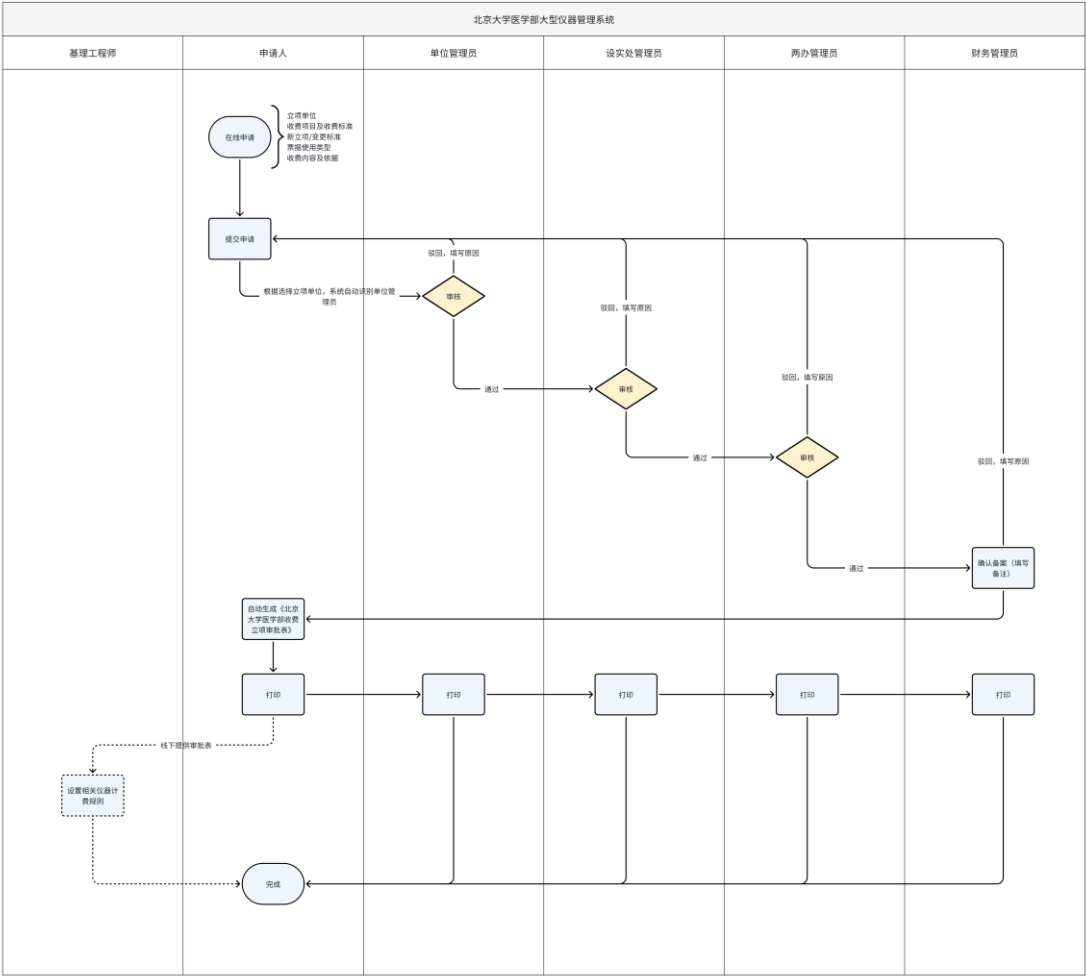 北京大学医学部大型仪器管理系统
基理工程师
申请人
单位管理员
设实处管理员
两办管理员
财务管理员
在线申请
立项单位
收费项目及收费标准
新立项/变更标准
票据使用类型
收费内容及依据
提交申请
驳回，填写原因
根据选择立项单位，系统自动识别单位管
理员
审核
驳回，填写原因
通过
审核
驳回，填写原因
通过
审核
驳回，填写原因
通过
确认备案（填写
备注）
自动生成《北京
大学医学部收费
立项审批表》
打印
打印
打印
打印
打印
线下提供审批表
设置相关仪器计
费规则
完成